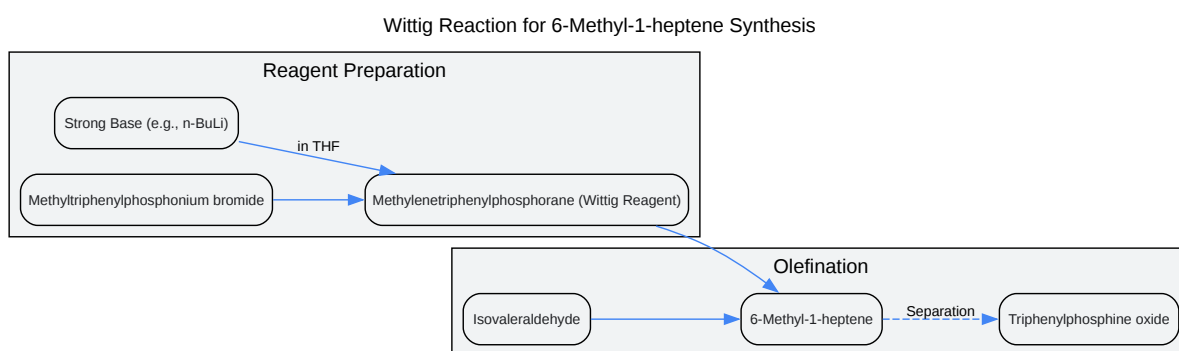 Wittig Reaction for 6-Methyl-1-heptene Synthesis
Reagent Preparation
Strong Base (e.g., n-BuLi)
in THF
Methyltriphenylphosphonium bromide
Methylenetriphenylphosphorane (Wittig Reagent)
Olefination
Isovaleraldehyde
6-Methyl-1-heptene
Separation
Triphenylphosphine oxide